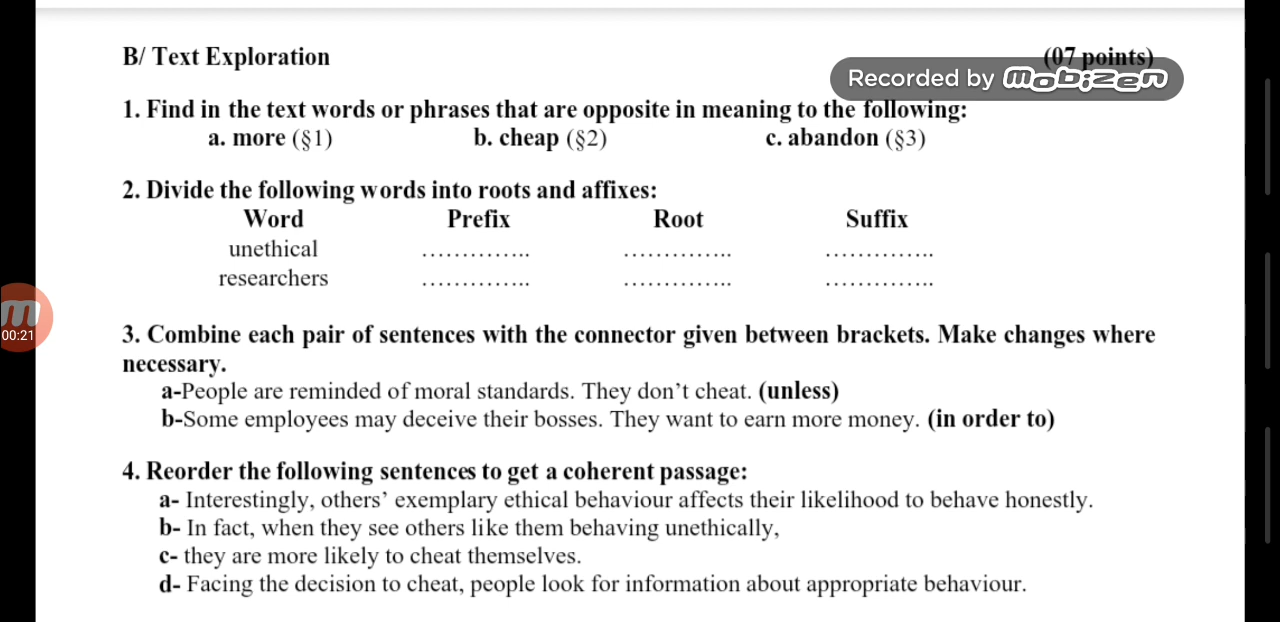 B/ Text Exploration (07 points)
Recorded by mobizen
1. Find in the text words or phrases that are opposite in meaning to the following:
a. more (§1) b. cheap (§2) c. abandon (§3)
2. Divide the following words into roots and affixes:
Word Prefix Root Suffix
unethical ………….. ………….. …………..
researchers ………….. ………….. …………..
00:21
3. Combine each pair of sentences with the connector given between brackets. Make changes where
necessary.
a-People are reminded of moral standards. They don’t cheat. (unless)
b-Some employees may deceive their bosses. They want to earn more money. (in order to)
4. Reorder the following sentences to get a coherent passage:
a- Interestingly, others’ exemplary ethical behaviour affects their likelihood to behave honestly.
b- In fact, when they see others like them behaving unethically,
c- they are more likely to cheat themselves.
d- Facing the decision to cheat, people look for information about appropriate behaviour.